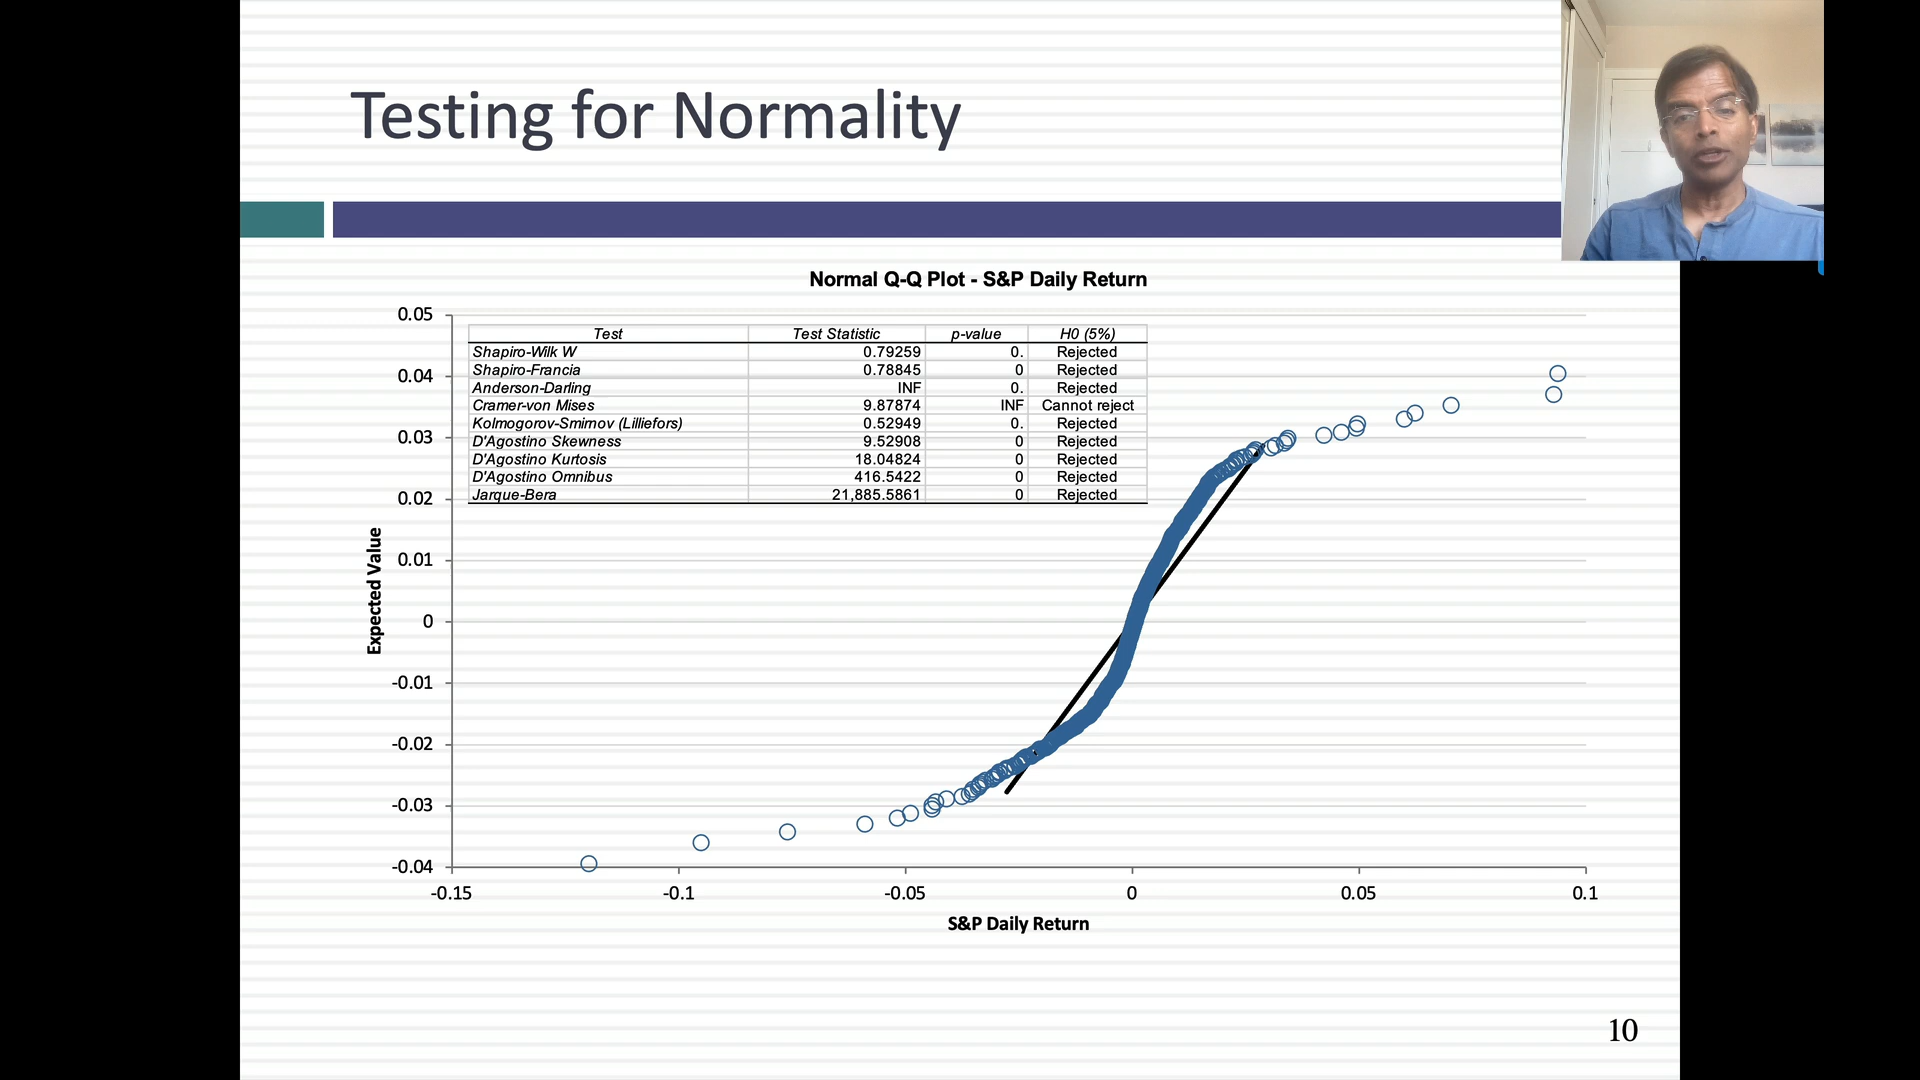 Testing for Normality
Normal Q-Q Plot - S&P Daily Return
0.05
Test Test Statistic p-value H0 (5%)
Shapiro-Wilk W 0.79259 0. Rejected
Shapiro-Francia 0.78845 0 Rejected
Anderson-Darling INF 0. Rejected
Cramer-von Mises 9.87874 INF Cannot reject
Kolmogorov-Smirnov (Lilliefors) 0.52949 0. Rejected
D'Agostino Skewness 9.52908 0 Rejected
D'Agostino Kurtosis 18.04824 0 Rejected
D'Agostino Omnibus 416.5422 0 Rejected
Jarque-Bera 21,885.5861 0 Rejected
0.04
0.03
0.02
0.01
0
-0.01
-0.02
-0.03
-0.04
Expected Value
-0.15 -0.1 -0.05 0 0.05 0.1
S&P Daily Return
10